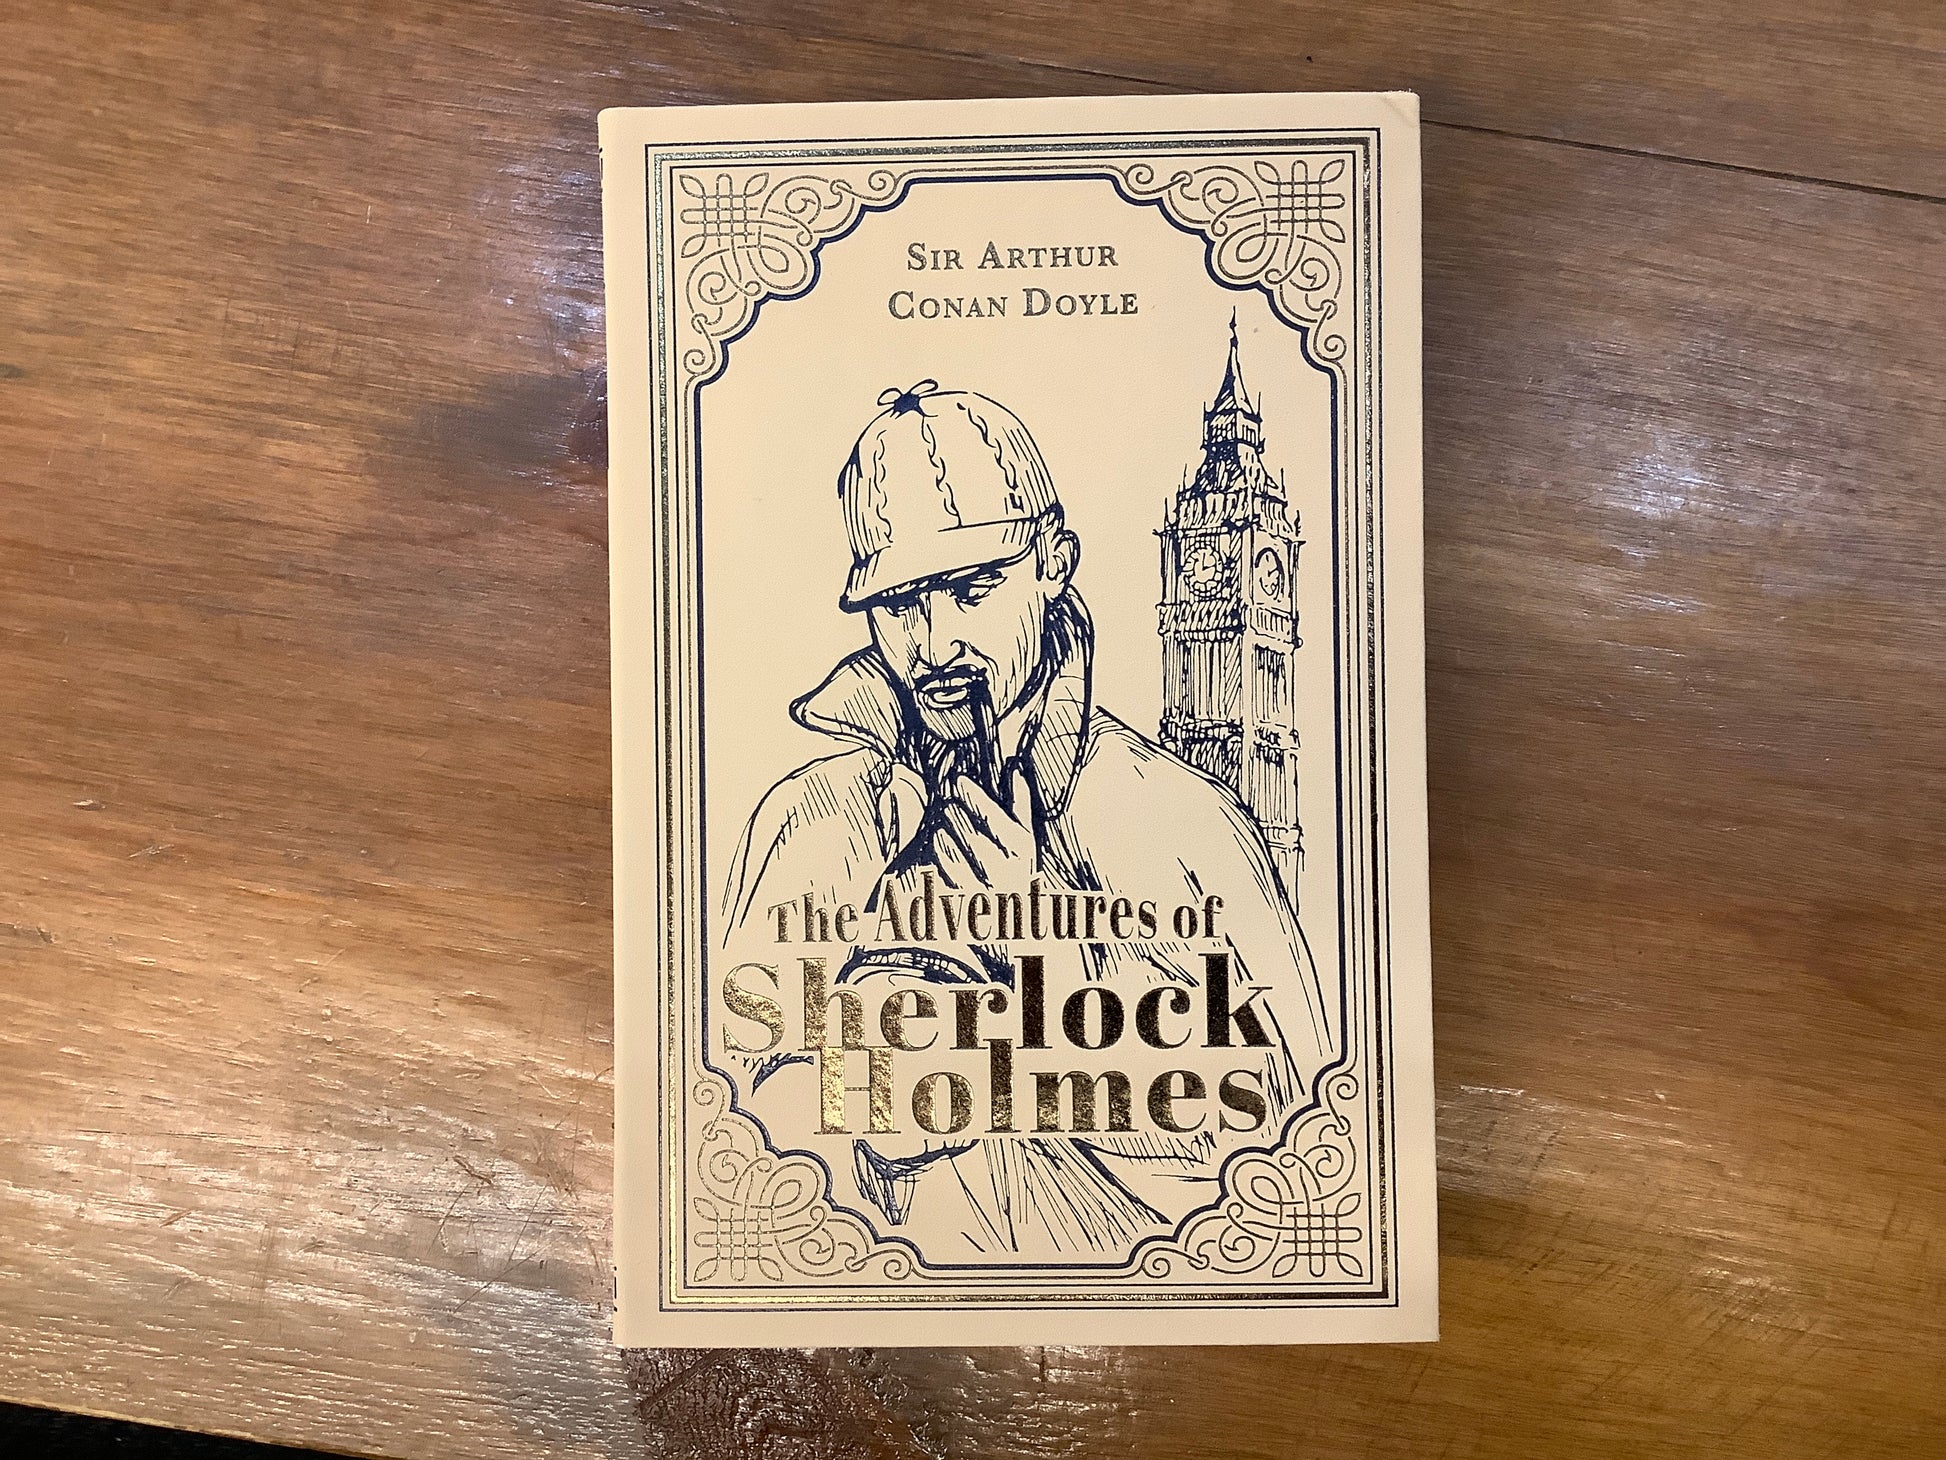 Sir Arthur
Conan Doyle
The Adventures of
Sherlock
Holmes